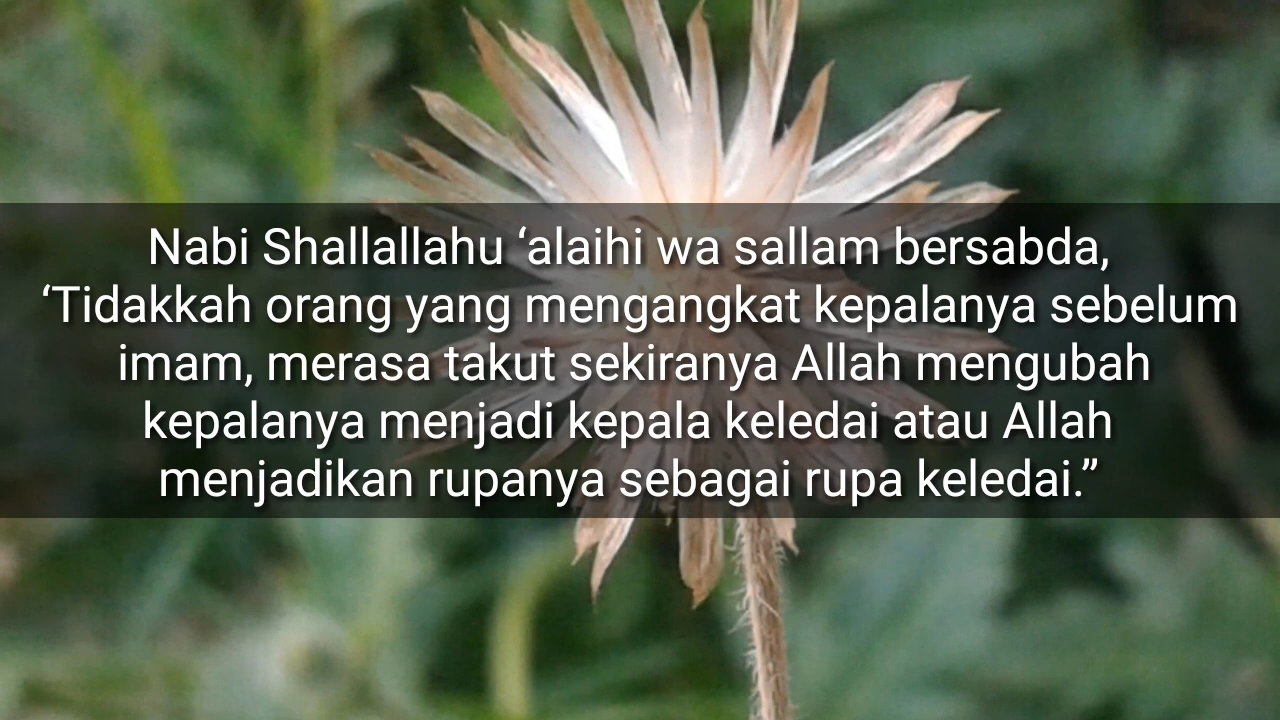 Nabi Shallallahu ‘alaihi wa sallam bersabda,
‘Tidakkah orang yang mengangkat kepalanya sebelum
imam, merasa takut sekiranya Allah mengubah
kepalanya menjadi kepala keledai atau Allah
menjadikan rupanya sebagai rupa keledai.”